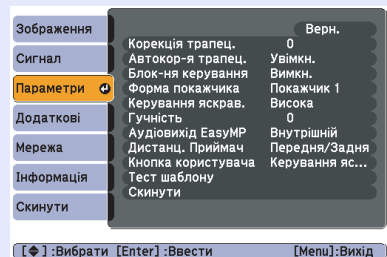 Зображення
Сигнал
Параметри
Додаткові
Мережа
Інформація
Скинути
Верн.
Корекція трапец. 0
Автокор-я трапец. Увімкн.
Блок-ня керування Вимкн.
Форма покажчика Покажчик 1
Керування яскрав. Висока
Гучність 0
Аудіовихід EasyMP Внутрішній
Дистанц. Приймач Передня/Задня
Кнопка користувача Керування яс...
Тест шаблону
Скинути
[◆] :Вибрати [Enter] :Ввести [Menu]:Вихід